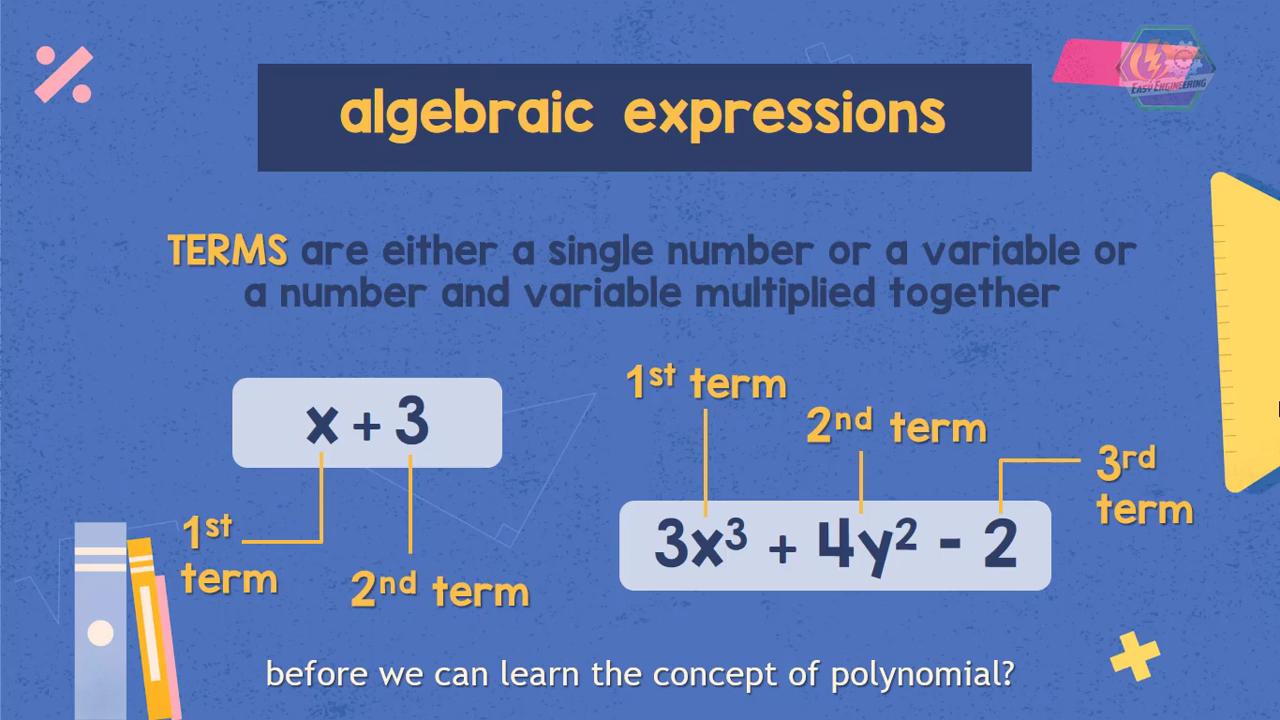 EASY ENGINEERING
algebraic expressions
TERMS are either a single number or a variable or
a number and variable multiplied together
x + 3
1st
term
2nd term
1st term
2nd term
3rd
term
3x³ + 4y² - 2
before we can learn the concept of polynomial?